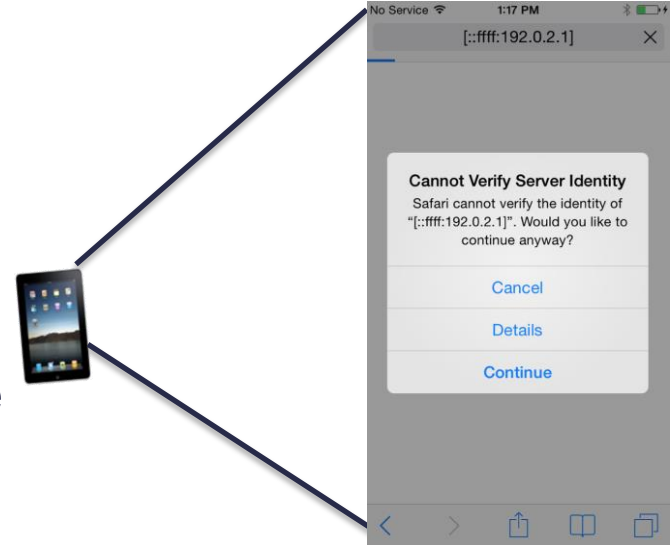 No Service 1:17 PM
[::ffff:192.0.2.1]
Cannot Verify Server Identity
Safari cannot verify the identity of
“[::ffff:192.0.2.1]”. Would you like to
continue anyway?
Cancel
Details
Continue